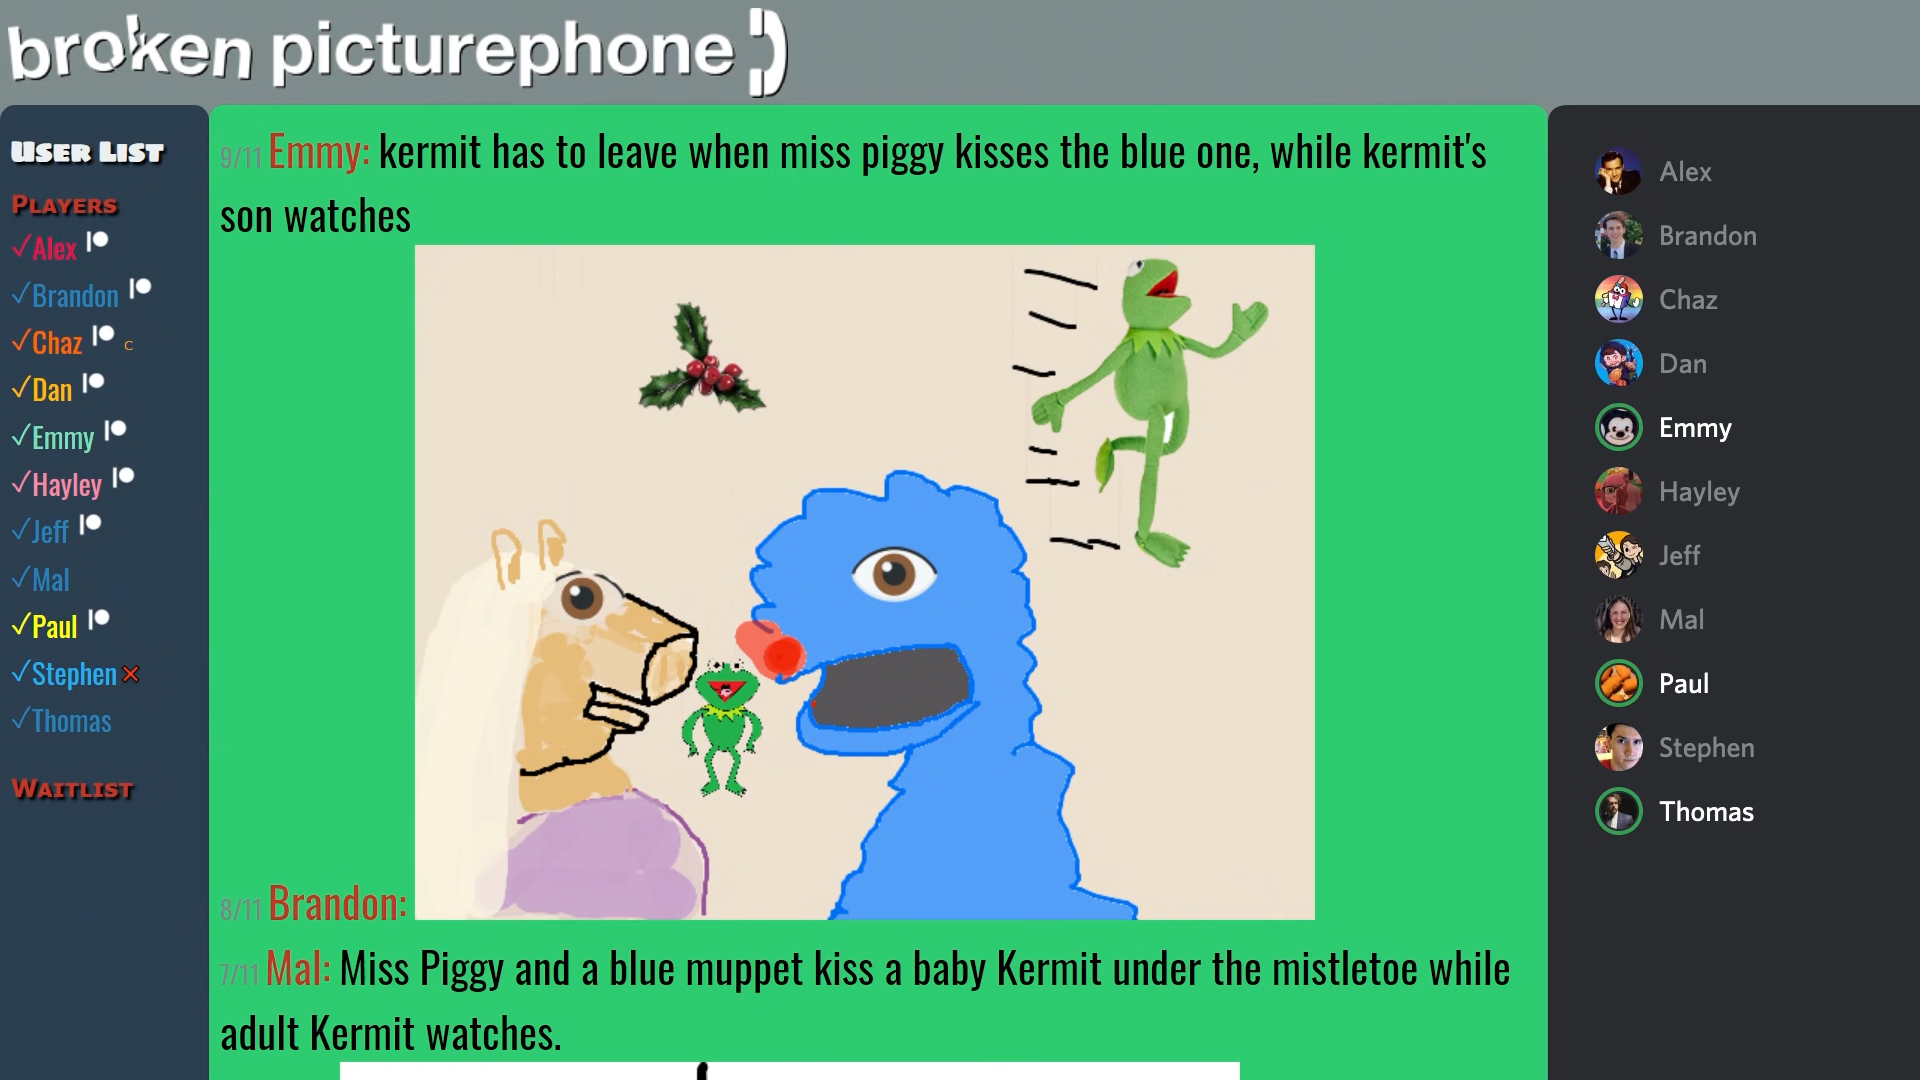 broken picturephone
USER LIST
PLAYERS
✓Alex
✓Brandon
✓Chaz C
✓Dan
✓Emmy
✓Hayley
✓Jeff
✓Mal
✓Paul
✓Stephen ✕
✓Thomas
WAITLIST
9/11 Emmy: kermit has to leave when miss piggy kisses the blue one, while kermit's
son watches
8/11 Brandon:
7/11 Mal: Miss Piggy and a blue muppet kiss a baby Kermit under the mistletoe while
adult Kermit watches.
Alex
Brandon
Chaz
Dan
Emmy
Hayley
Jeff
Mal
Paul
Stephen
Thomas